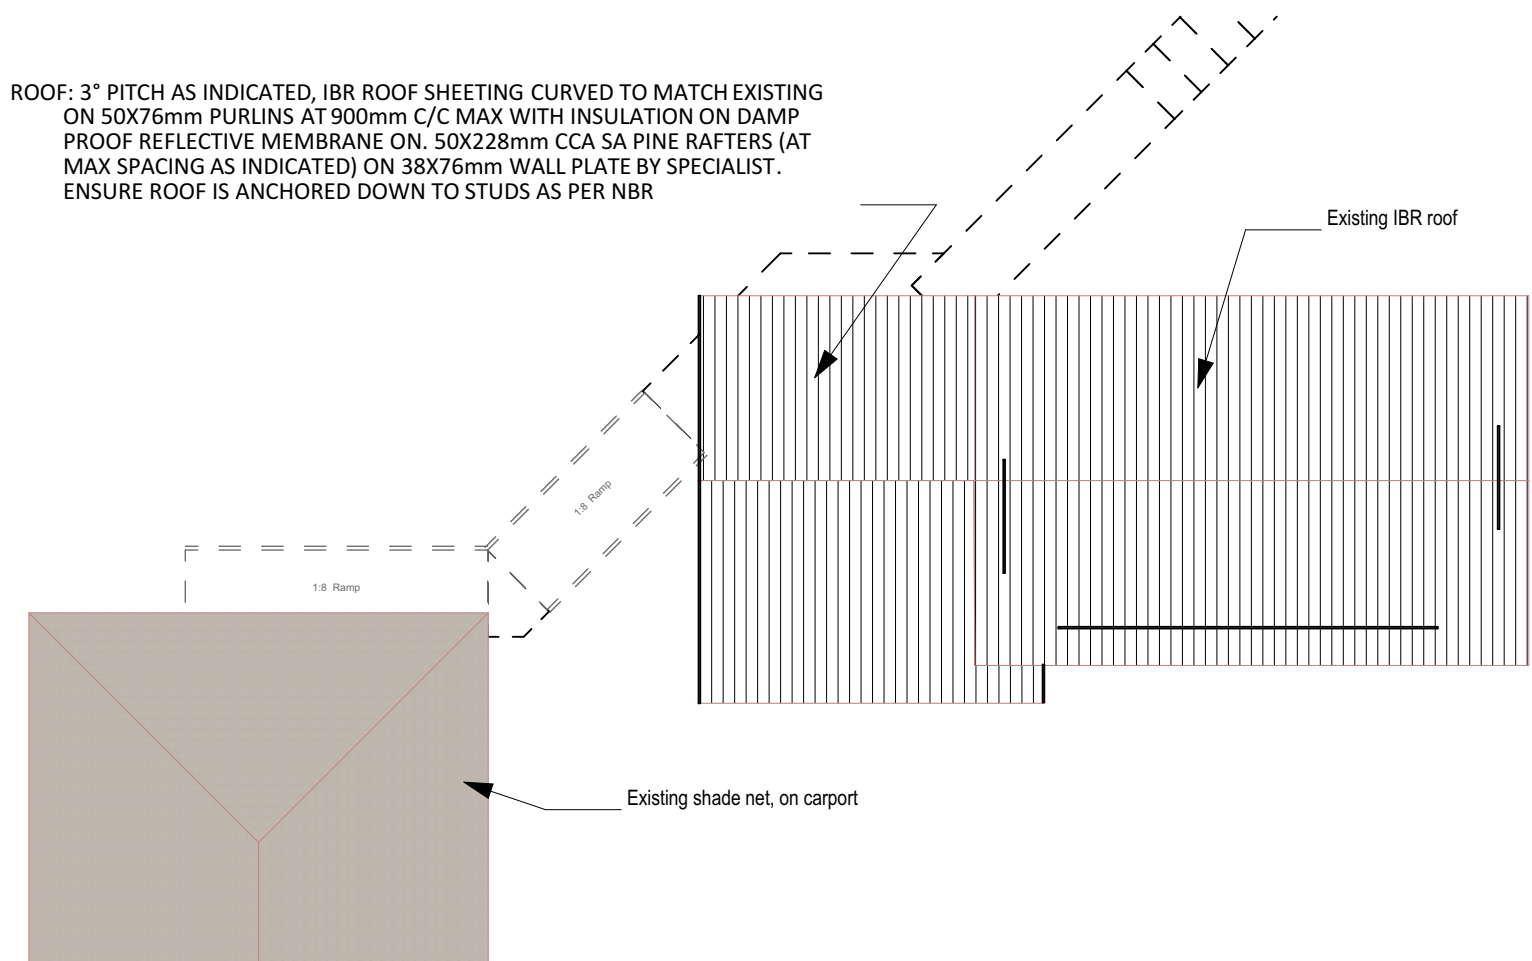 ROOF: 3° PITCH AS INDICATED, IBR ROOF SHEETING CURVED TO MATCH EXISTING
ON 50X76mm PURLINS AT 900mm C/C MAX WITH INSULATION ON DAMP
PROOF REFLECTIVE MEMBRANE ON. 50X228mm CCA SA PINE RAFTERS (AT
MAX SPACING AS INDICATED) ON 38X76mm WALL PLATE BY SPECIALIST.
ENSURE ROOF IS ANCHORED DOWN TO STUDS AS PER NBR
Existing IBR roof
1:8 Ramp
1:8 Ramp
Existing shade net, on carport